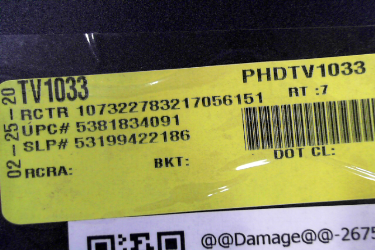 TV1033
PHDTV1033
RCTR 107322783217056151
RT :7
UPC# 5381834091
SLP# 53199422186
02-25-20
RCRA:
BKT:
DOT CL:
@@Damage@@-2675